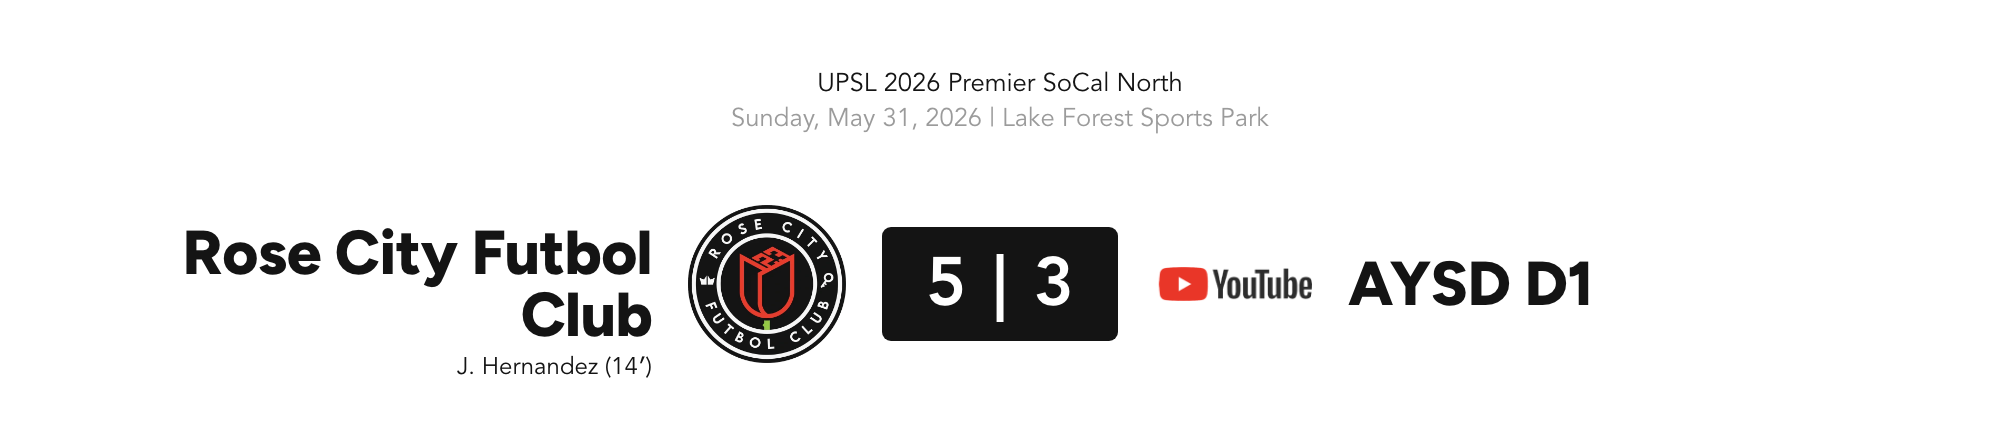 UPSL 2026 Premier SoCal North
Sunday, May 31, 2026 | Lake Forest Sports Park
Rose City Futbol
Club
J. Hernandez (14′)
ROSE CITY
FUTBOL CLUB
23
5 | 3
YouTube
AYSD D1